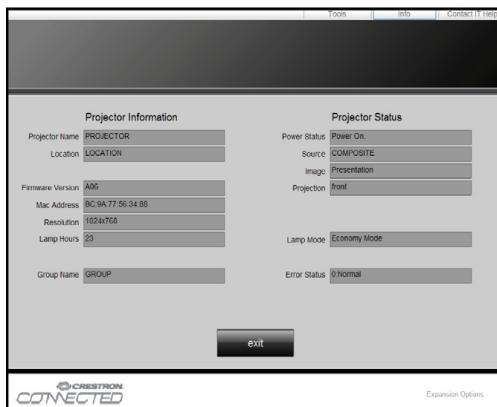 Tools Info Contact IT Help
Projector Information
Projector Name PROJECTOR
Location LOCATION
Firmware Version A06
Mac Address BC:9A:77:56:34:88
Resolution 1024x768
Lamp Hours 23
Group Name GROUP
Projector Status
Power Status Power On.
Source COMPOSITE
Image Presentation
Projection front
Lamp Mode Economy Mode
Error Status 0:Normal
exit
CRESTRON
CONNECTED
Expansion Options